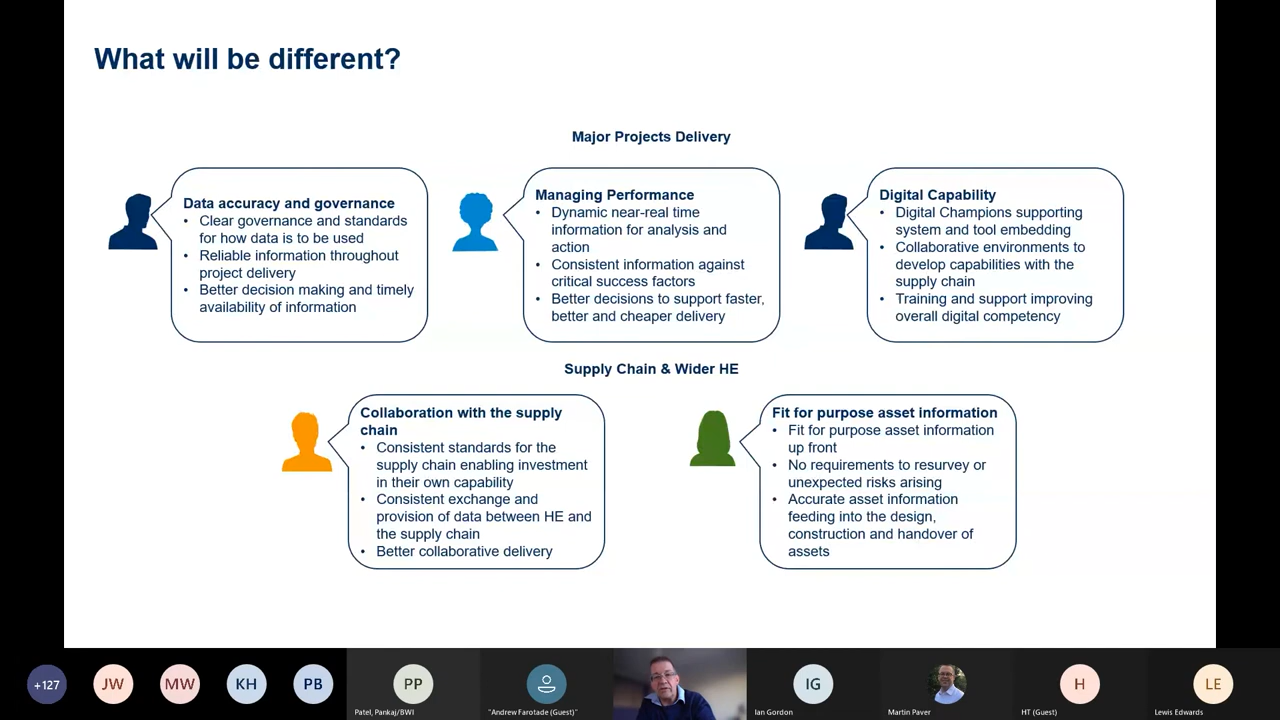 What will be different?
Major Projects Delivery
Data accuracy and governance
• Clear governance and standards
for how data is to be used
• Reliable information throughout
project delivery
• Better decision making and timely
availability of information
Managing Performance
• Dynamic near-real time
information for analysis and
action
• Consistent information against
critical success factors
• Better decisions to support faster,
better and cheaper delivery
Digital Capability
• Digital Champions supporting
system and tool embedding
• Collaborative environments to
develop capabilities with the
supply chain
• Training and support improving
overall digital competency
Supply Chain & Wider HE
Collaboration with the supply
chain
• Consistent standards for the
supply chain enabling investment
in their own capability
• Consistent exchange and
provision of data between HE and
the supply chain
• Better collaborative delivery
Fit for purpose asset information
• Fit for purpose asset information
up front
• No requirements to resurvey or
unexpected risks arising
• Accurate asset information
feeding into the design,
construction and handover of
assets
+127
JW
MW
KH
PB
PP
Patel, Pankaj/BWI
"Andrew Farotade (Guest)"
IG
Ian Gordon
Martin Paver
H
HT (Guest)
LE
Lewis Edwards